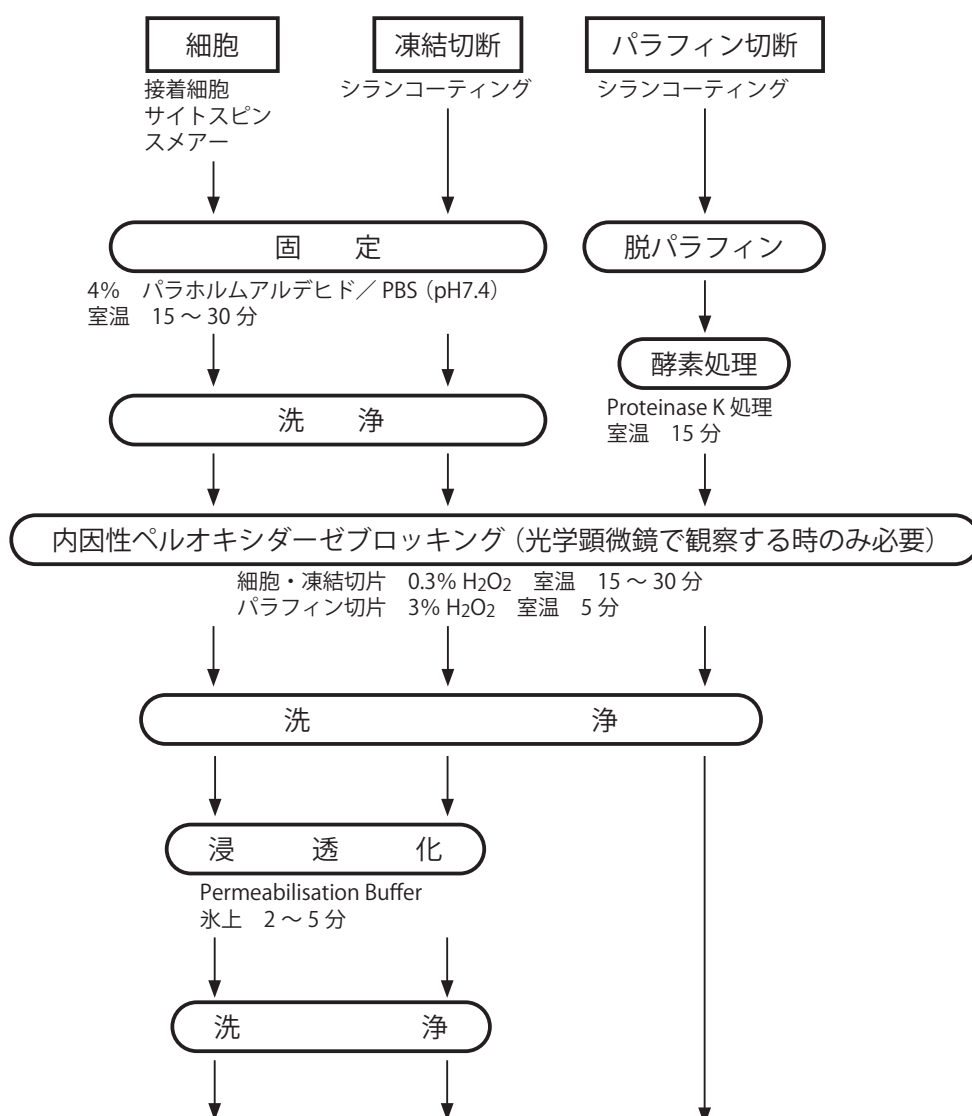 細胞
凍結切断
パラフィン切断
接着細胞
サイトスピン
スメアー
シランコーティング
シランコーティング
固　定
脱パラフィン
4%　パラホルムアルデヒド／ PBS（pH7.4）
室温　15 ～ 30 分
酵素処理
Proteinase K 処理
室温　15 分
洗　浄
内因性ペルオキシダーゼブロッキング（光学顕微鏡で観察する時のみ必要）
細胞・凍結切片　0.3% H2O2　室温　15 ～ 30 分
パラフィン切片　3% H2O2　室温　5 分
洗　浄
浸　透　化
Permeabilisation Buffer
氷上　2 ～ 5 分
洗　浄